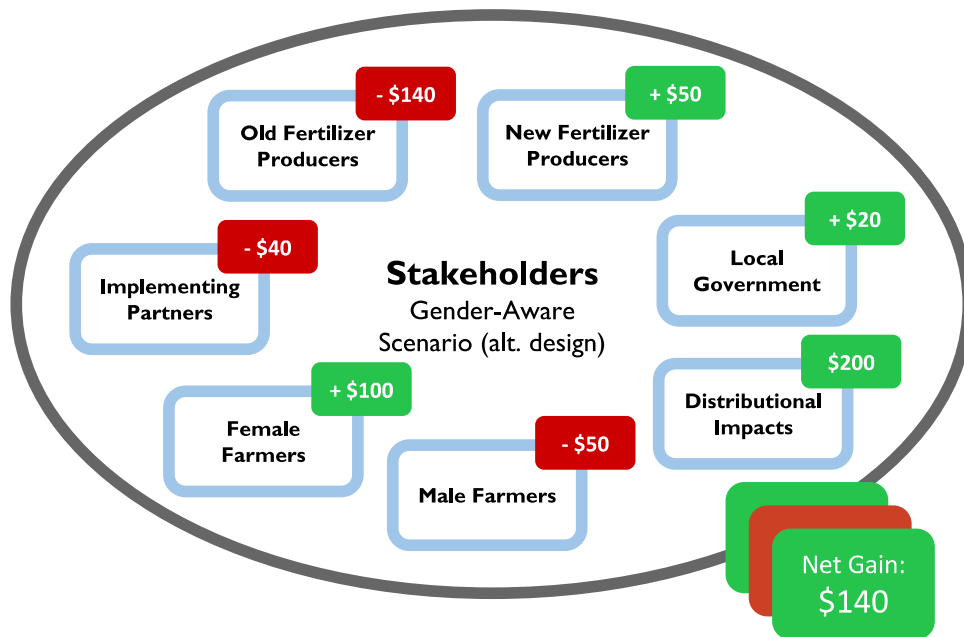 - $140
Old Fertilizer
Producers
+ $50
New Fertilizer
Producers
- $40
Implementing
Partners
Stakeholders
Gender-Aware
Scenario (alt. design)
+ $20
Local
Government
+ $100
Female
Farmers
- $50
Male Farmers
$200
Distributional
Impacts
Net Gain:
$140